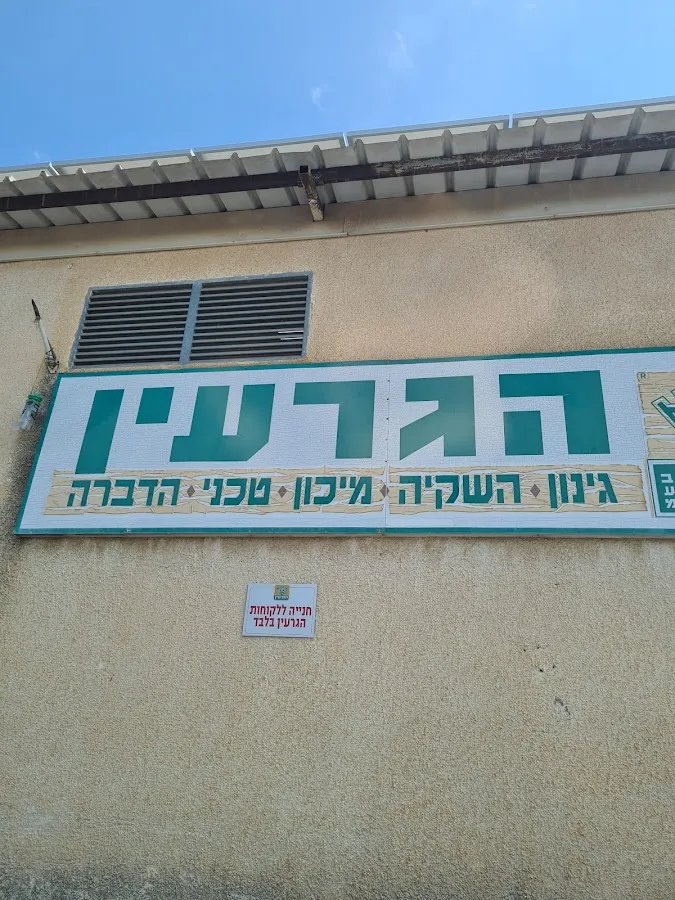 הגרעין
גינון • השקיה • מיכון • טכני • הדברה
חנייה ללקוחות
הגרעין בלבד